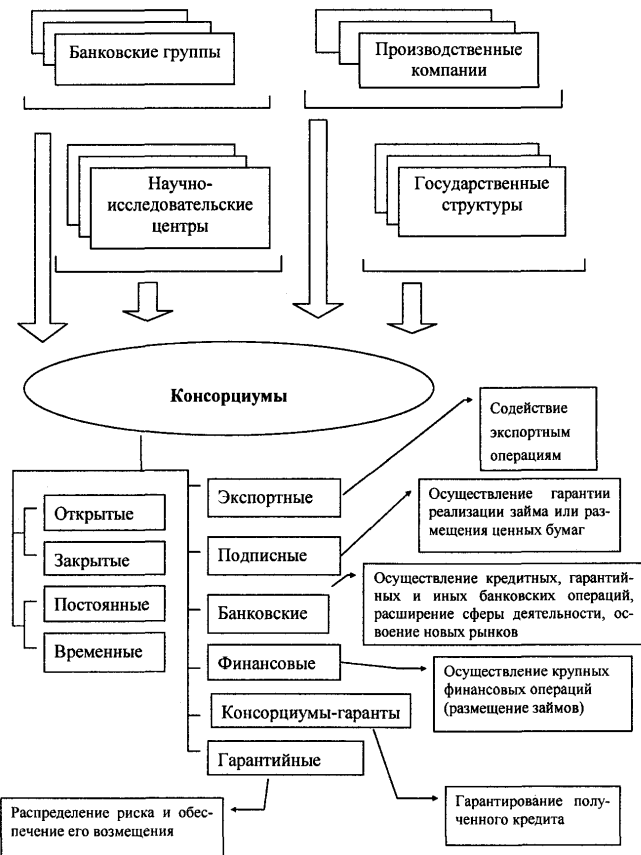 Банковские группы
Производственные
компании
Научно-
исследовательские
центры
Государственные
структуры
Консорциумы
Содействие
экспортным
операциям
Экспортные
Открытые
Осуществление гарантии
реализации займа или раз-
мещения ценных бумаг
Закрытые
Подписные
Осуществление кредитных, гарантий-
ных и иных банковских операций,
расширение сферы деятельности, ос-
воение новых рынков
Постоянные
Банковские
Временные
Финансовые
Осуществление крупных
финансовых операций
(размещение займов)
Консорциумы-гаранты
Гарантийные
Распределение риска и обес-
печение его возмещения
Гарантирование полу-
ченного кредита